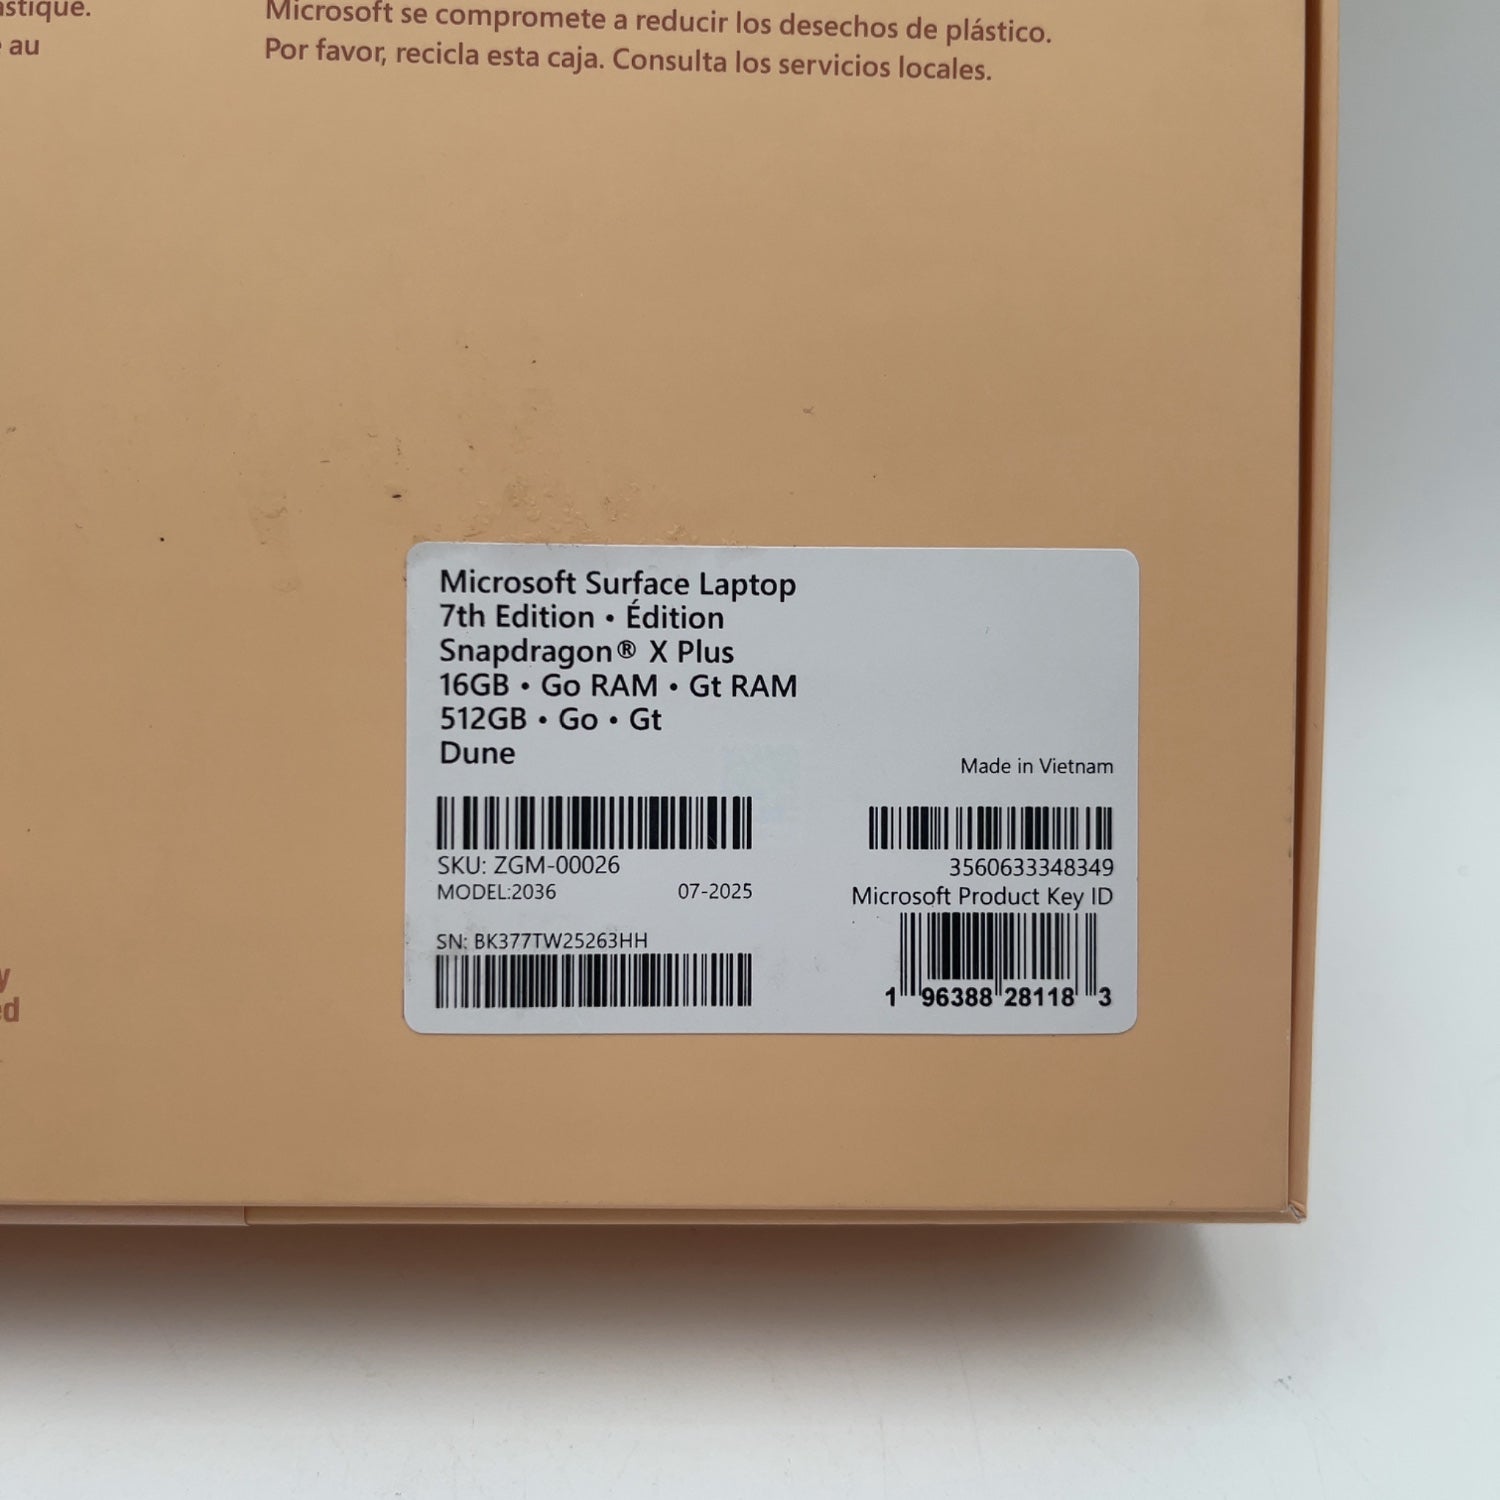 astique.
au
Microsoft se compromete a reducir los desechos de plástico.
Por favor, recicla esta caja. Consulta los servicios locales.
Microsoft Surface Laptop
7th Edition • Édition
Snapdragon® X Plus
16GB • Go RAM • Gt RAM
512GB • Go • Gt
Dune
Made in Vietnam
SKU: ZGM-00026
MODEL:2036 07-2025
SN: BK377TW25263HH
3560633348349
Microsoft Product Key ID
1 96388 28118 3
y
ed